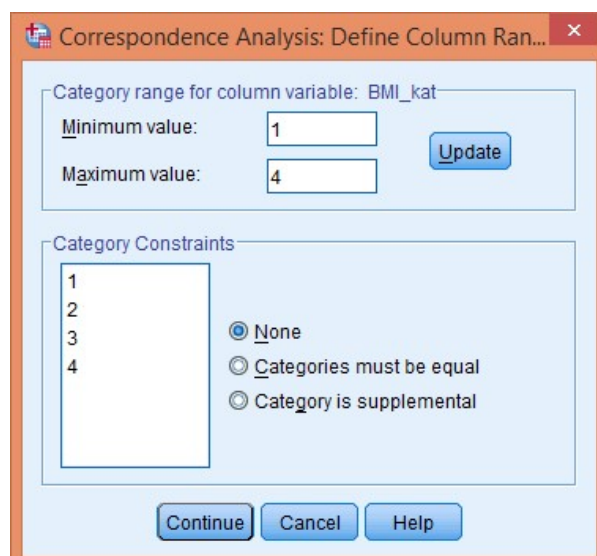 Correspondence Analysis: Define Column Ran...
Category range for column variable: BMI_kat
Minimum value:
1
Update
Maximum value:
4
Category Constraints
1
2
3
4
None
Categories must be equal
Category is supplemental
Continue
Cancel
Help